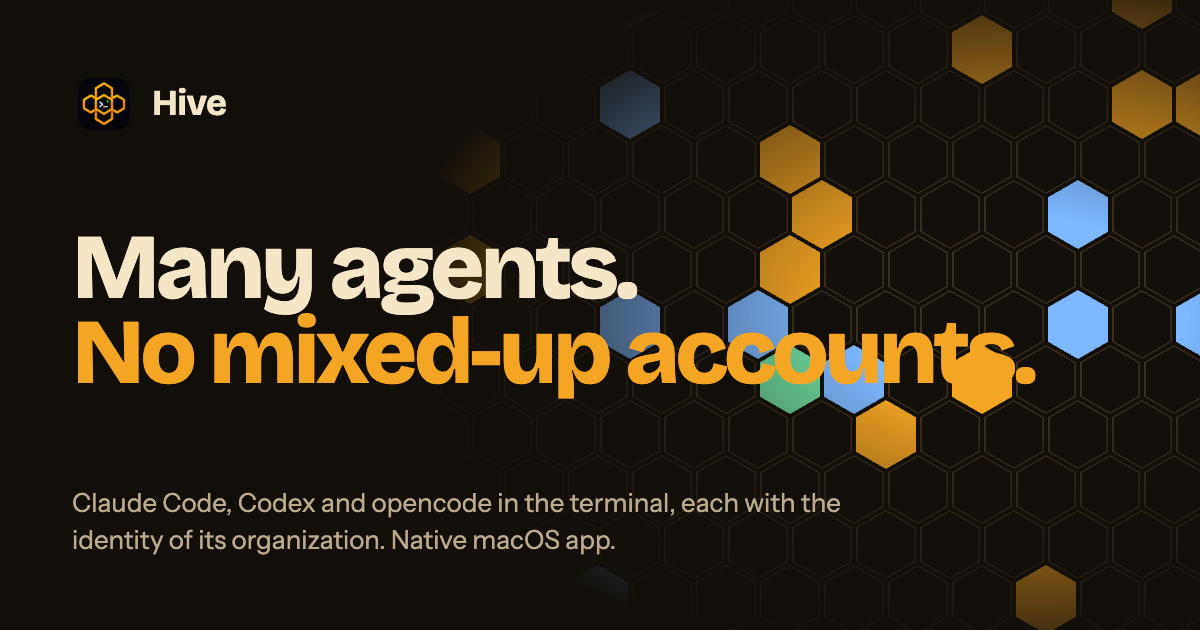 Hive
Many agents.
No mixed-up accounts.
Claude Code, Codex and opencode in the terminal, each with the
identity of its organization. Native macOS app.